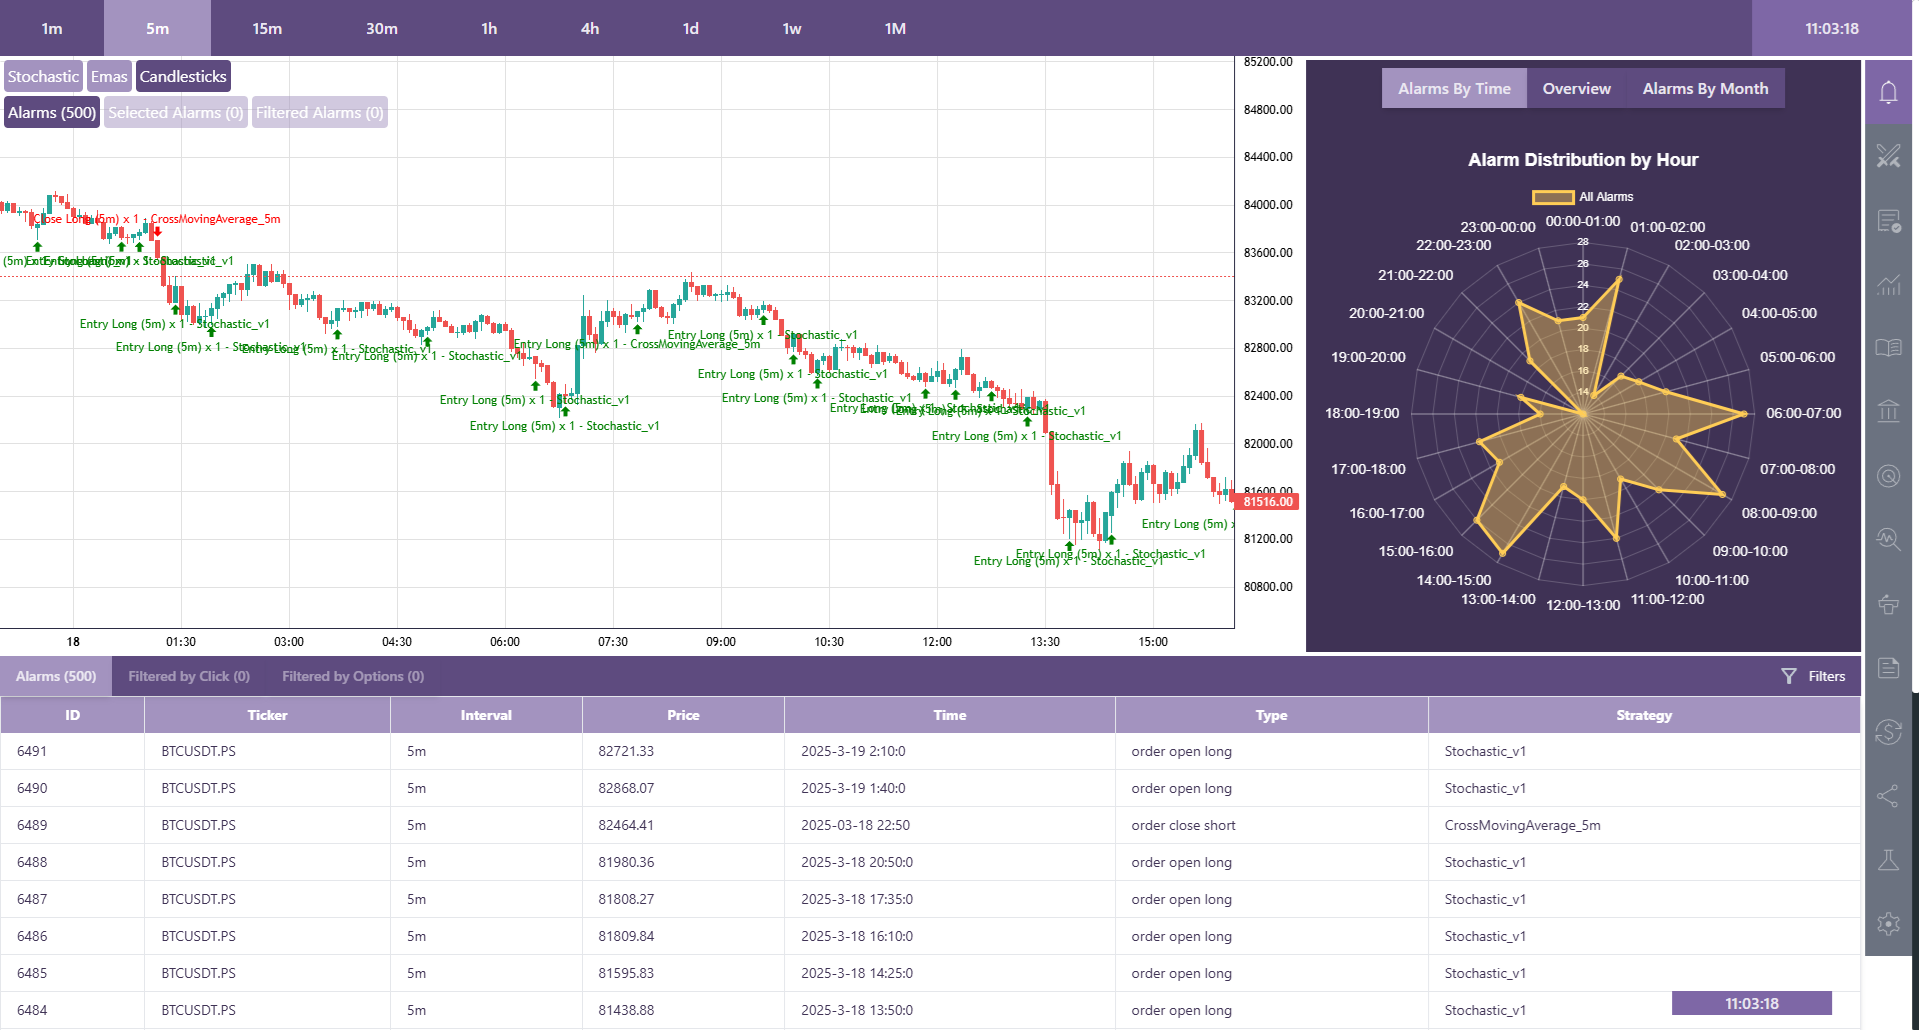 1m 5m 15m 30m 1h 4h 1d 1w 1M 11:03:18
Stochastic Emas Candlesticks
Alarms (500) Selected Alarms (0) Filtered Alarms (0)
85200.00
84800.00
84400.00
84000.00
83600.00
83200.00
82800.00
82400.00
82000.00
81600.00
81516.00
81200.00
80800.00
Close Long (5m) x 1 - CrossMovingAverage_5m
Entry Long (5m) x 1 - Stochastic_v1
Entry Long (5m) x 1 - Stochastic_v1
Entry Long (5m) x 1 - Stochastic_v1
Entry Long (5m) x 1 - Stochastic_v1
Entry Long (5m) x 1 - CrossMovingAverage_5m
Entry Long (5m) x 1 - Stochastic_v1
Entry Long (5m) x 1 - Stochastic_v1
Entry Long (5m) x 1 - Stochastic_v1
Entry Long (5m) x 1 - Stochastic_v1
Entry Long (5m) x 1 - Stochastic_v1
Entry Long (5m) x 1 - Stochastic_v1
Entry Long (5m) x 1 - Stochastic_v1
Entry Long (5m) x 1 - Stochastic_v1
Entry Long (5m) x 1 - Stochastic_v1
Entry Long (5m)
18 01:30 03:00 04:30 06:00 07:30 09:00 10:30 12:00 13:30 15:00
Alarms By Time Overview Alarms By Month
Alarm Distribution by Hour
All Alarms
00:00-01:00
01:00-02:00
02:00-03:00
03:00-04:00
04:00-05:00
05:00-06:00
06:00-07:00
07:00-08:00
08:00-09:00
09:00-10:00
10:00-11:00
11:00-12:00
12:00-13:00
13:00-14:00
14:00-15:00
15:00-16:00
16:00-17:00
17:00-18:00
18:00-19:00
19:00-20:00
20:00-21:00
21:00-22:00
22:00-23:00
23:00-00:00
28
26
24
22
20
18
16
14
Alarms (500) Filtered by Click (0) Filtered by Options (0) Filters
ID Ticker Interval Price Time Type Strategy
6491 BTCUSDT.PS 5m 82721.33 2025-3-19 2:10:0 order open long Stochastic_v1
6490 BTCUSDT.PS 5m 82868.07 2025-3-19 1:40:0 order open long Stochastic_v1
6489 BTCUSDT.PS 5m 82464.41 2025-03-18 22:50 order close short CrossMovingAverage_5m
6488 BTCUSDT.PS 5m 81980.36 2025-3-18 20:50:0 order open long Stochastic_v1
6487 BTCUSDT.PS 5m 81808.27 2025-3-18 17:35:0 order open long Stochastic_v1
6486 BTCUSDT.PS 5m 81809.84 2025-3-18 16:10:0 order open long Stochastic_v1
6485 BTCUSDT.PS 5m 81595.83 2025-3-18 14:25:0 order open long Stochastic_v1
6484 BTCUSDT.PS 5m 81438.88 2025-3-18 13:50:0 order open long Stochastic_v1
11:03:18